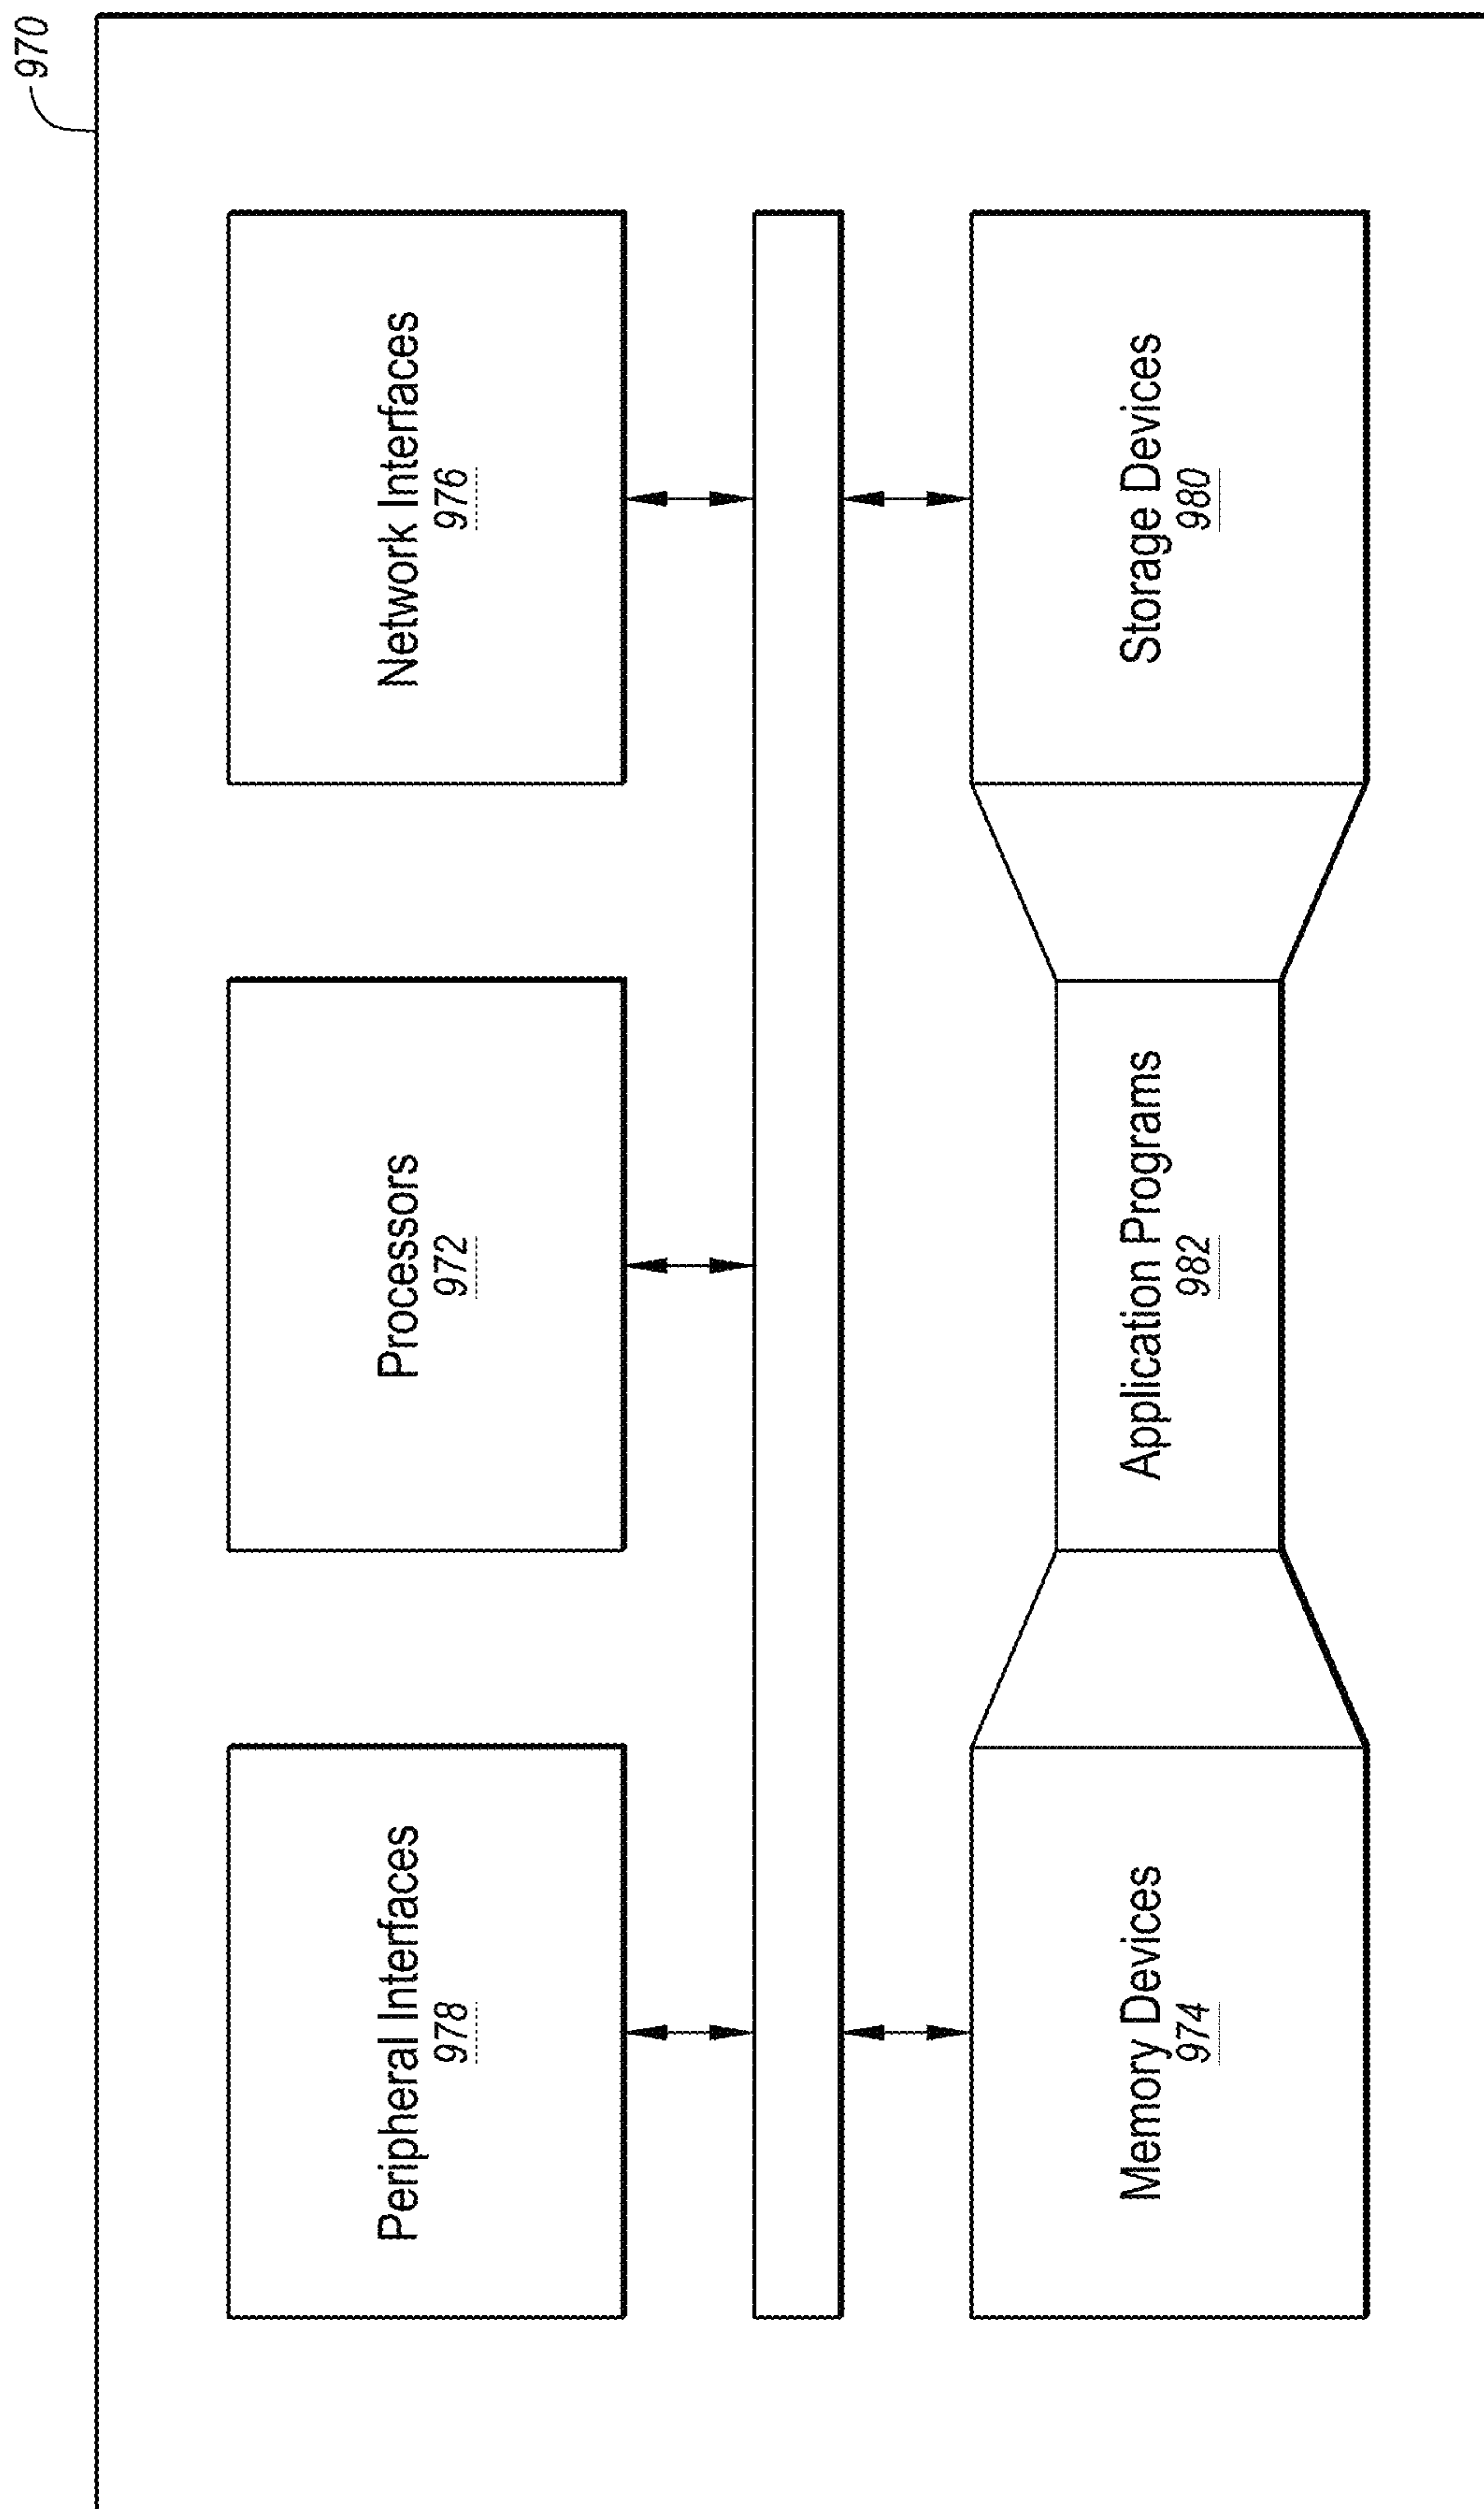 970
Peripheral Interfaces
978
Processors
972
Network Interfaces
976
Memory Devices
974
Application Programs
982
Storage Devices
980